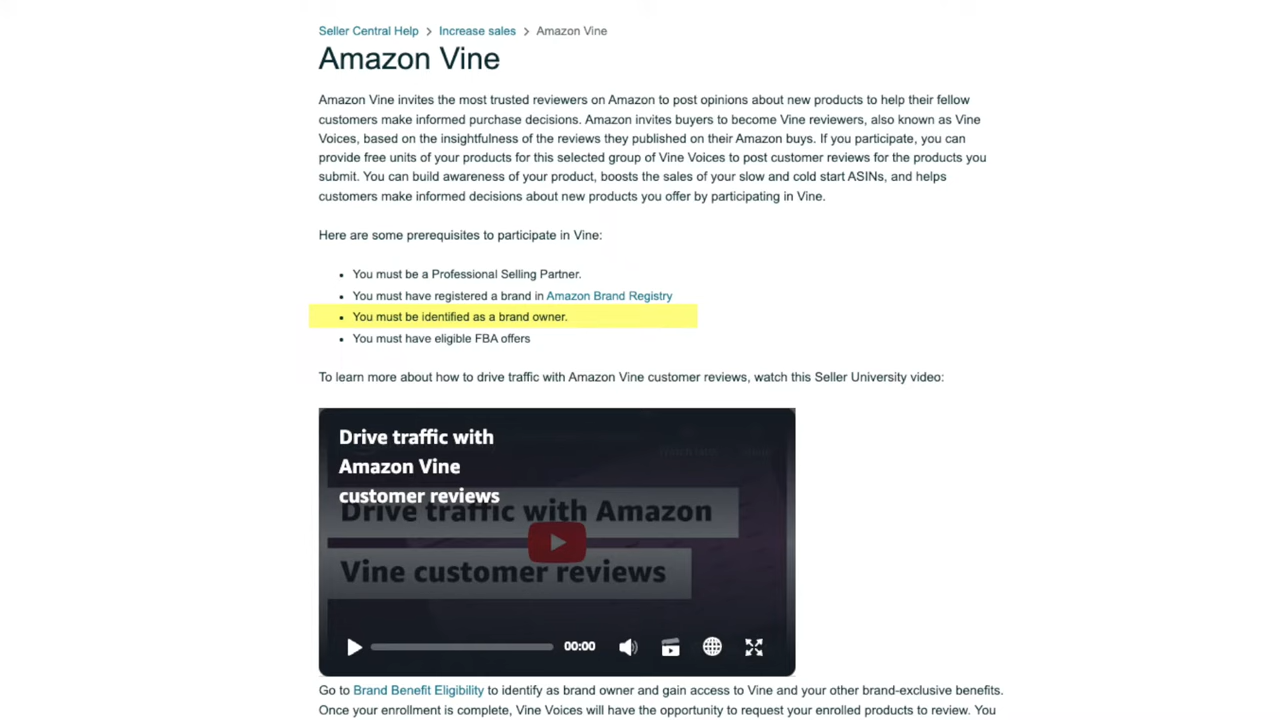 Seller Central Help > Increase sales > Amazon Vine
Amazon Vine
Amazon Vine invites the most trusted reviewers on Amazon to post opinions about new products to help their fellow
customers make informed purchase decisions. Amazon invites buyers to become Vine reviewers, also known as Vine
Voices, based on the insightfulness of the reviews they published on their Amazon buys. If you participate, you can
provide free units of your products for this selected group of Vine Voices to post customer reviews for the products you
submit. You can build awareness of your product, boosts the sales of your slow and cold start ASINs, and helps
customers make informed decisions about new products you offer by participating in Vine.
Here are some prerequisites to participate in Vine:
• You must be a Professional Selling Partner.
• You must have registered a brand in Amazon Brand Registry
• You must be identified as a brand owner.
• You must have eligible FBA offers
To learn more about how to drive traffic with Amazon Vine customer reviews, watch this Seller University video:
Drive traffic with
Amazon Vine
customer reviews
Drive traffic with Amazon
Vine customer reviews
00:00
Go to Brand Benefit Eligibility to identify as brand owner and gain access to Vine and your other brand-exclusive benefits.
Once your enrollment is complete, Vine Voices will have the opportunity to request your enrolled products to review. You